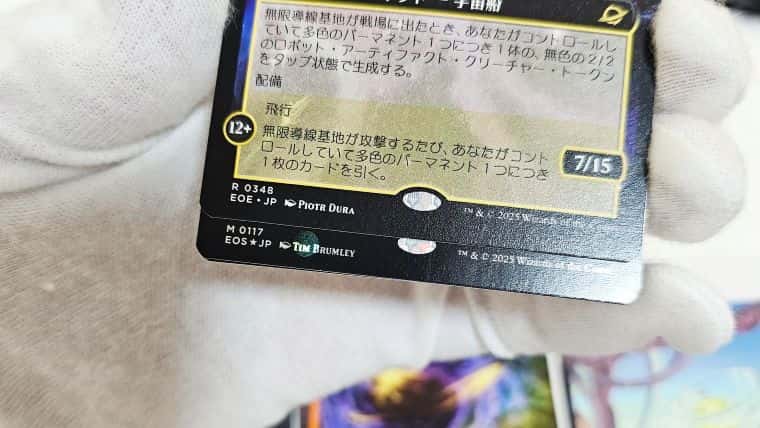 宇宙船
無限導線基地が戦場に出たとき、あなたがコントロールし
ていて多色のパーマネント１つにつき１体の、無色の２/２
のロボット・アーティファクト・クリーチャー・トークン
をタップ状態で生成する。
配備
飛行
12+
無限導線基地が攻撃するたび、あなたがコント
ロールしていて多色のパーマネント１つにつき
１枚のカードを引く。
7/15
R 0348
EOE・JP PIOTR DURA
™ & © 2025 Wizards of the
M 0117
EOS★JP TIM BRUMLEY
™ & © 2025 Wizards of the Coast